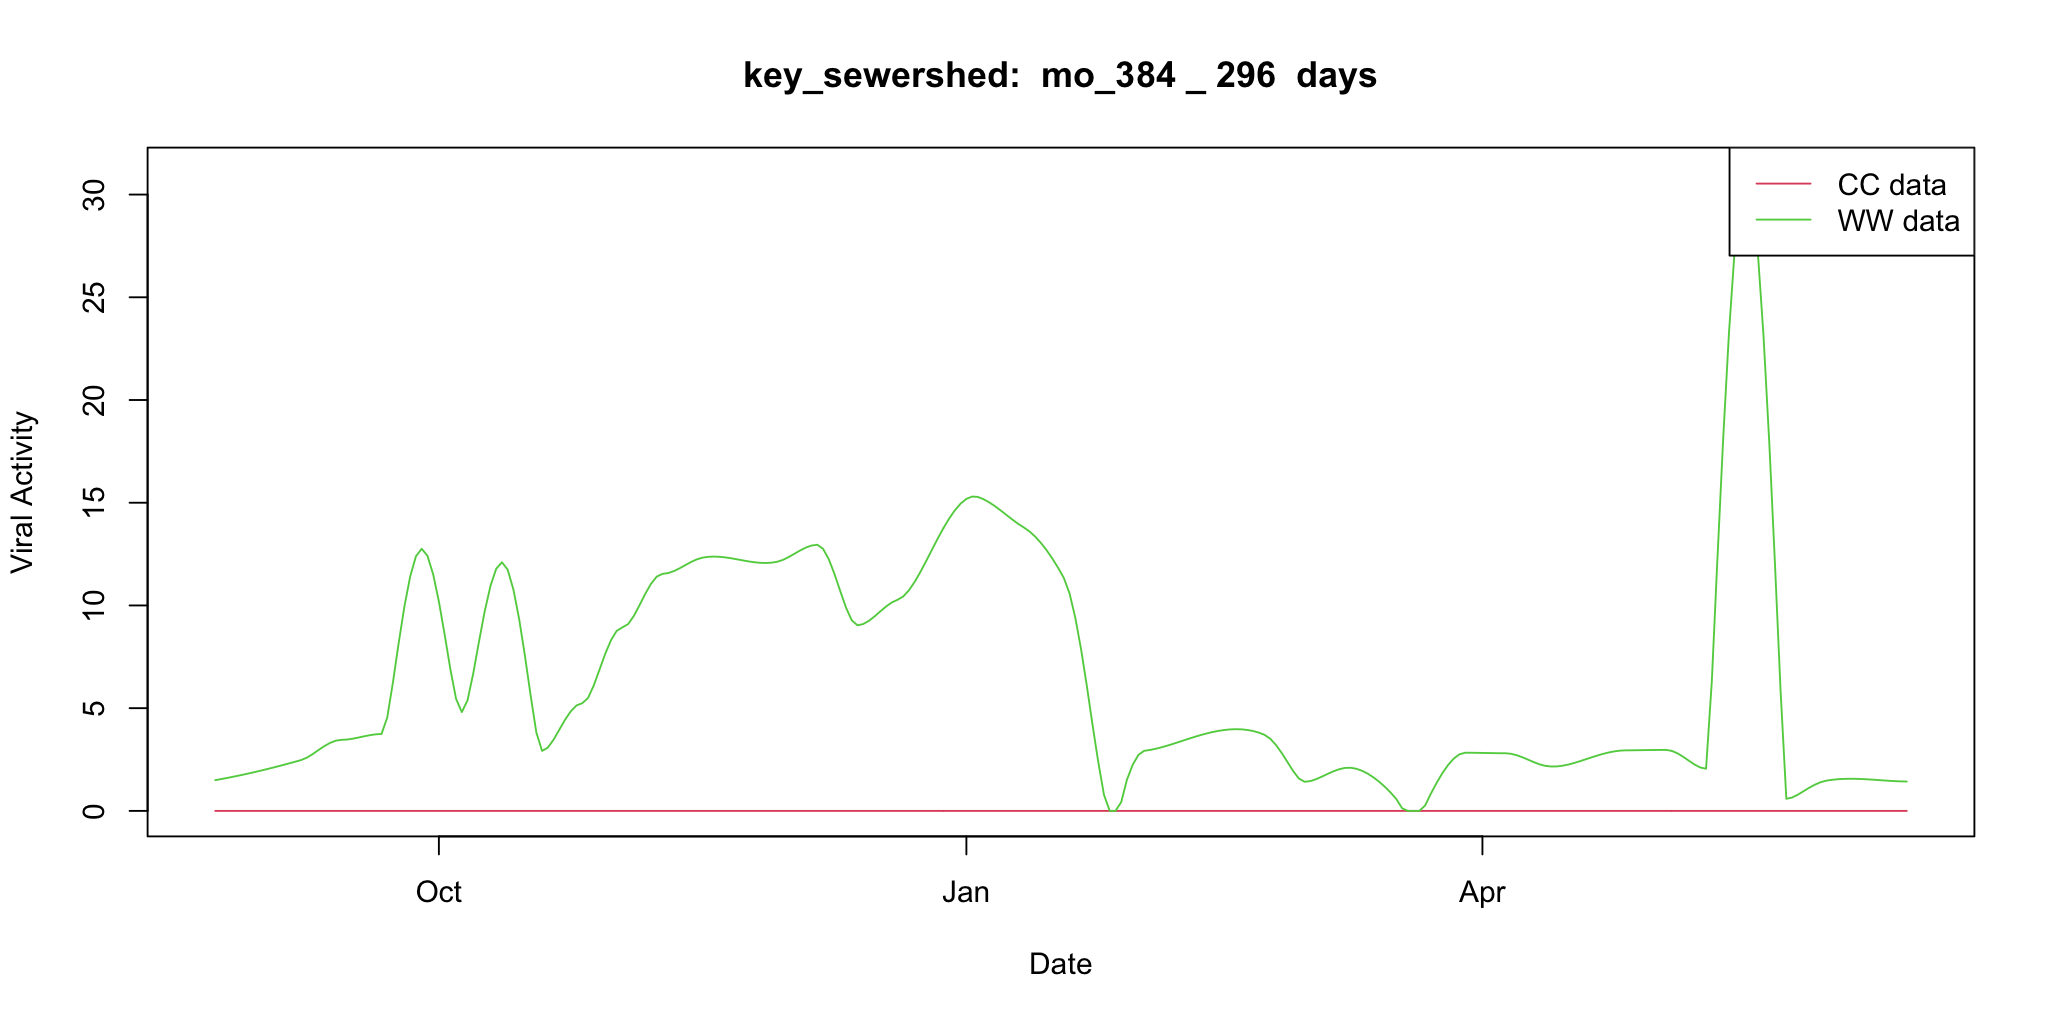 key_sewershed:  mo_384 _ 296  days
CC data
WW data
Viral Activity
30
25
20
15
10
5
0
Oct
Jan
Apr
Date